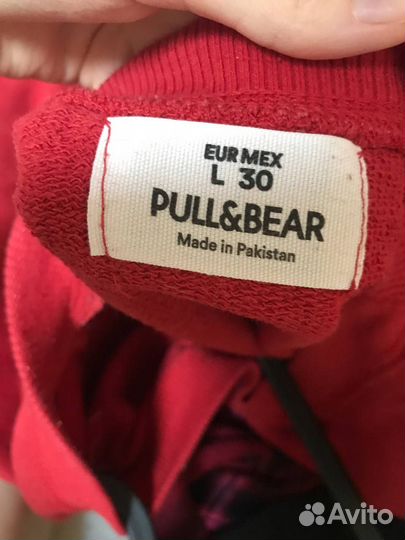 EUR MEX
L 30
PULL&BEAR
Made in Pakistan
Avito